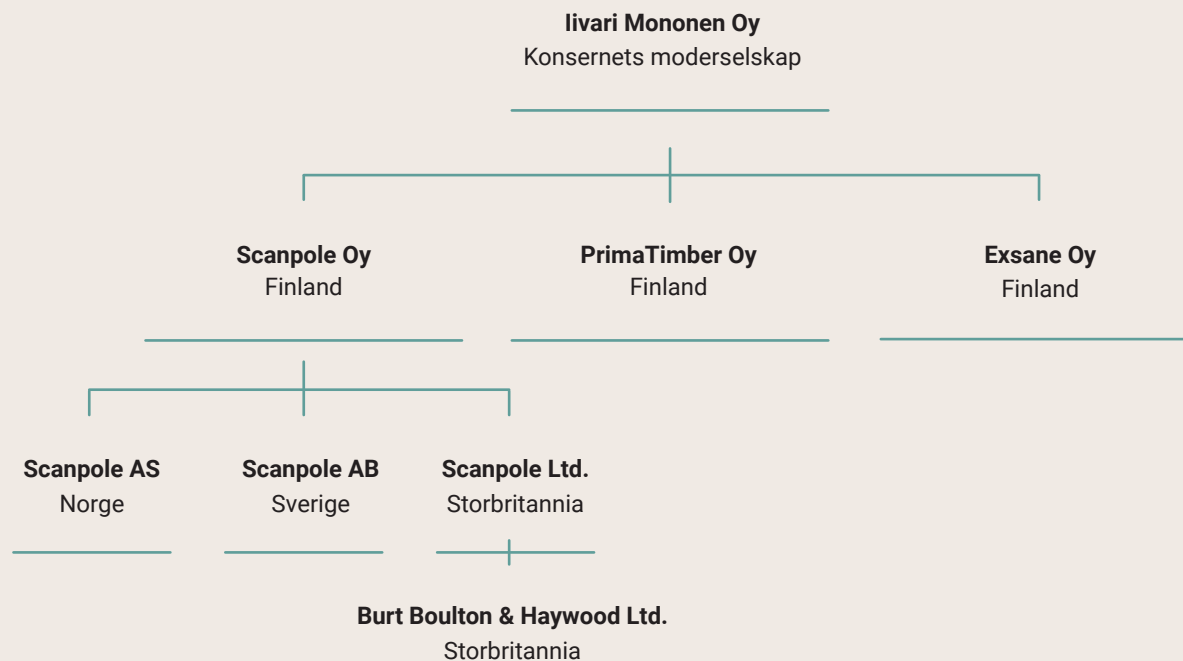 Iivari Mononen Oy
Konsernets moderselskap
Scanpole Oy
Finland
PrimaTimber Oy
Finland
Exsane Oy
Finland
Scanpole AS
Norge
Scanpole AB
Sverige
Scanpole Ltd.
Storbritannia
Burt Boulton & Haywood Ltd.
Storbritannia